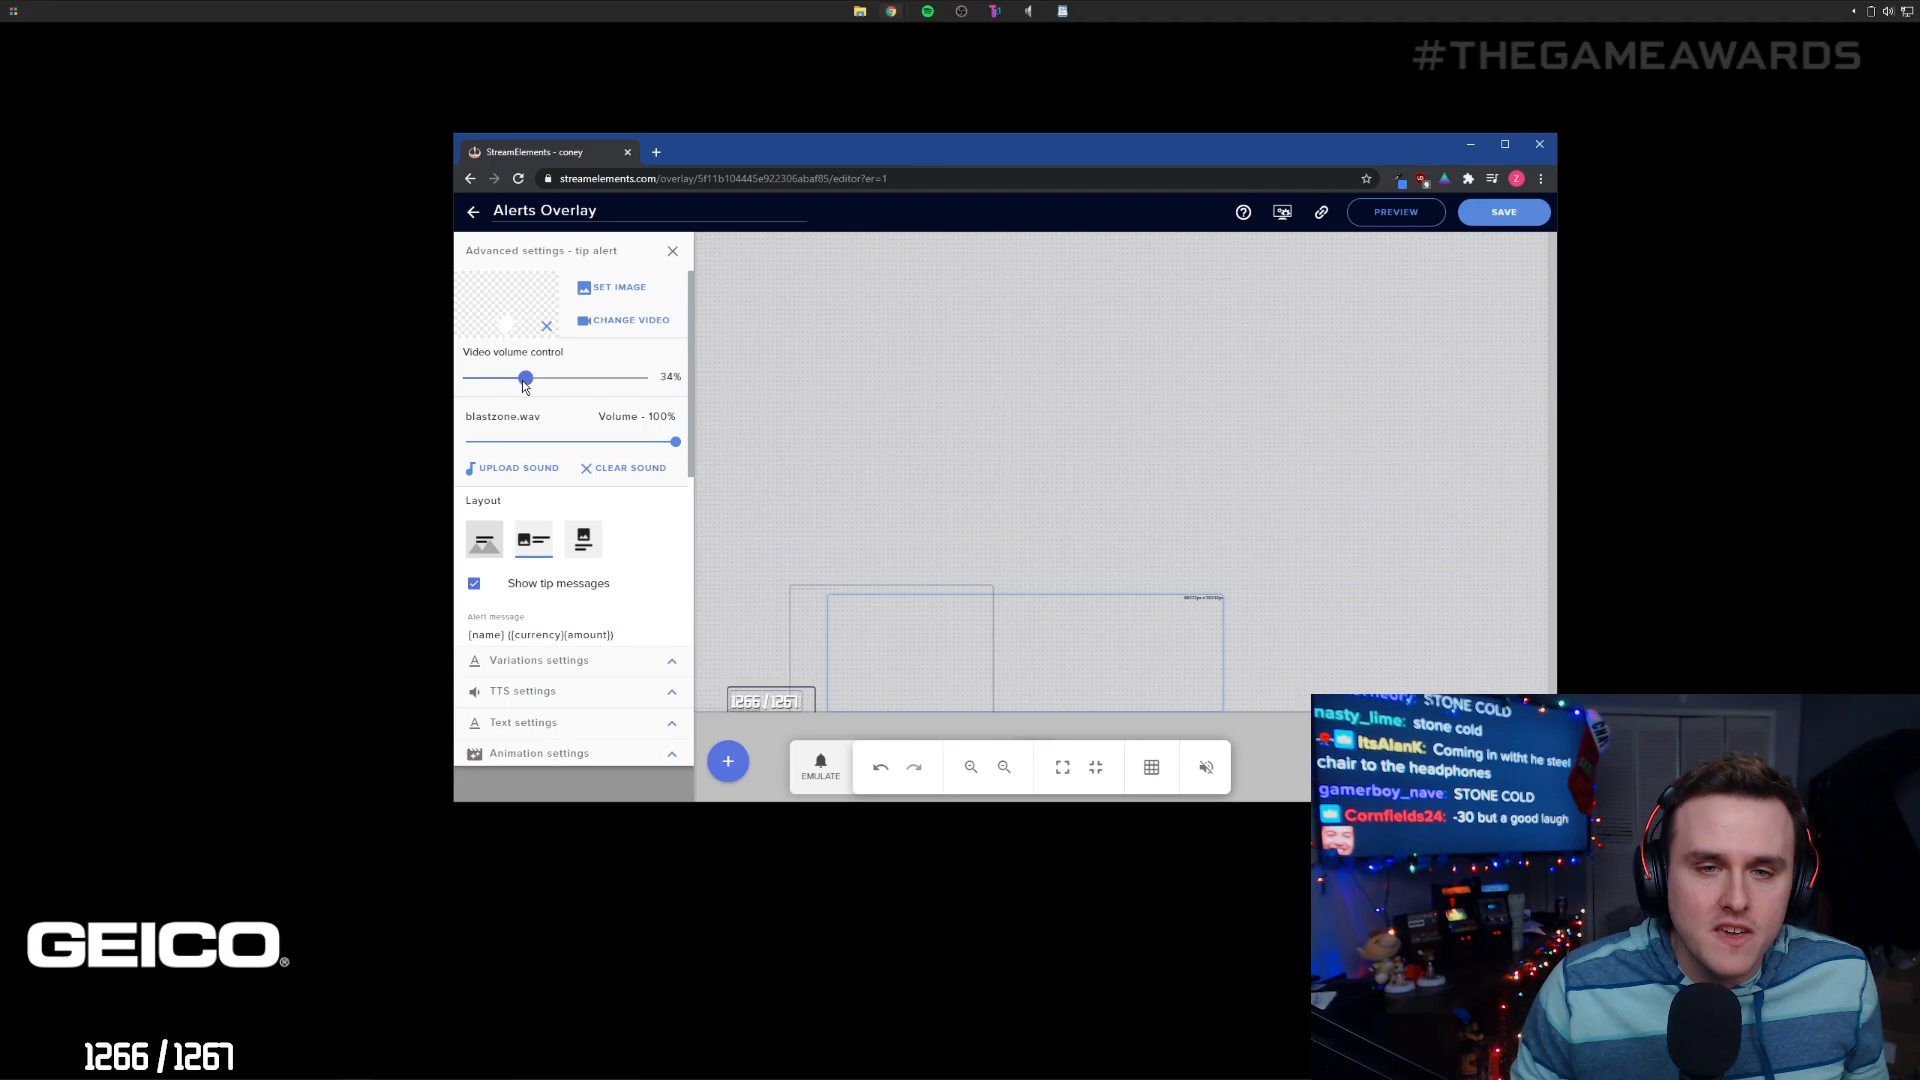 #THEGAMEAWARDS
StreamElements - coney
streamelements.com/overlay/5f11b104445e922306abaf85/editor?er=1
Z
9
Alerts Overlay
PREVIEW
SAVE
Advanced settings - tip alert
SET IMAGE
CHANGE VIDEO
Video volume control
34%
blastzone.wav
Volume - 100%
UPLOAD SOUND
CLEAR SOUND
Layout
Show tip messages
Alert message
{name} ({currency}{amount})
Variations settings
TTS settings
Text settings
Animation settings
1266 / 1267
EMULATE
STONE COLD
nasty_lime: stone cold
ItsAlanK: Coming in witht he steel
chair to the headphones
gamerboy_nave: STONE COLD
Cornfields24: -30 but a good laugh
CHA
GEICO®
1266 / 1267